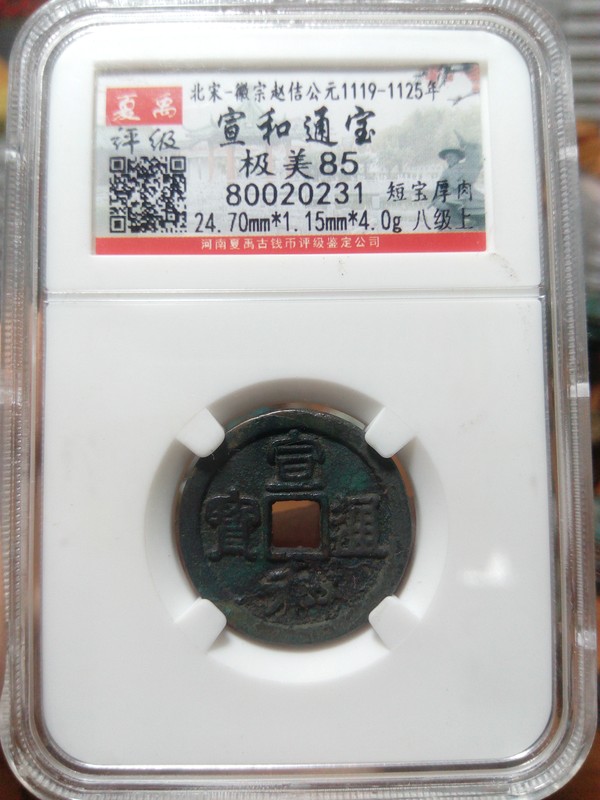 夏禹
评级
北宋-徽宗赵佶公元1119-1125年
宣和通宝
极美85
80020231 短宝厚肉
24.70mm*1.15mm*4.0g 八级上
河南夏禹古钱币评级鉴定公司
宣和通寶